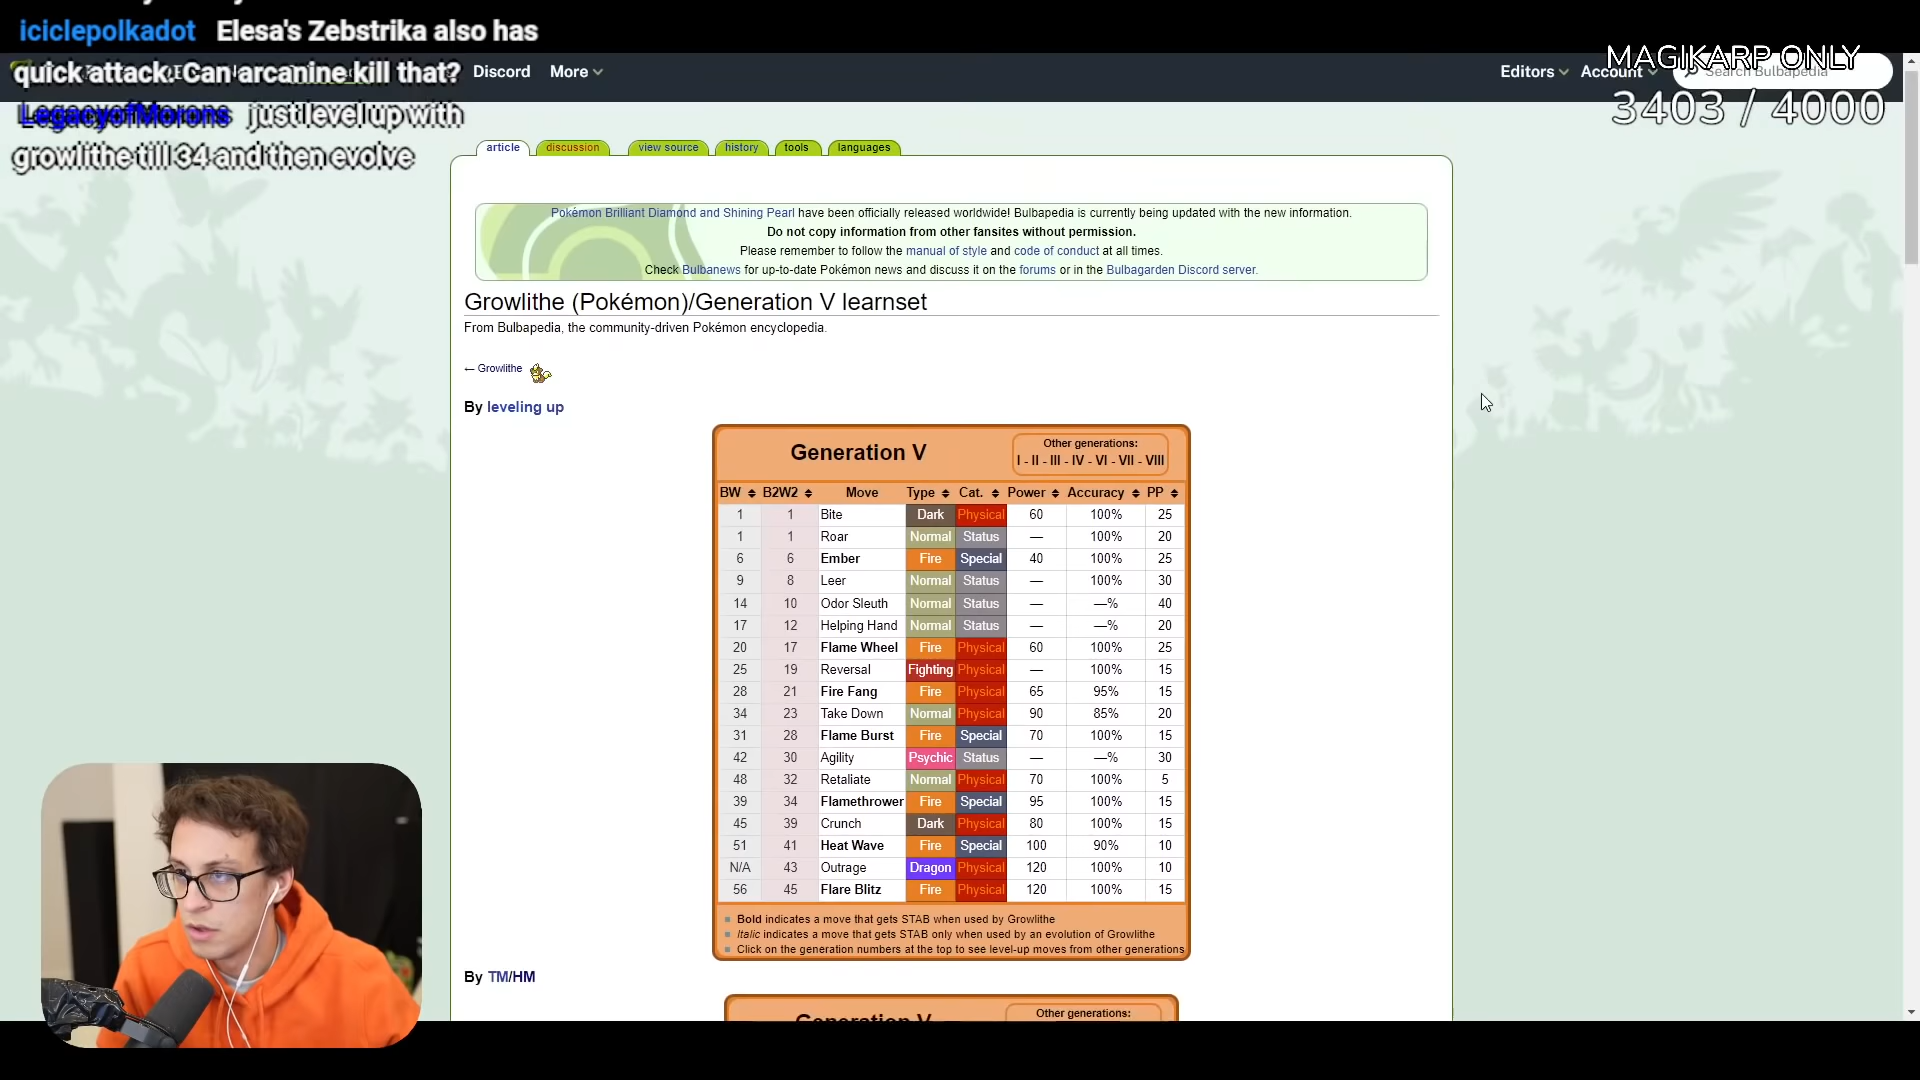 iciclepolkadot Elesa's Zebstrika also has
quick attack. Can arcanine kill that?
LegacyofMorons just level up with
growlithe till 34 and then evolve
Discord More
Editors Account Search Bulbapedia
MAGIKARP ONLY
3403 / 4000
article discussion view source history tools languages
Pokémon Brilliant Diamond and Shining Pearl have been officially released worldwide! Bulbapedia is currently being updated with the new information.
Do not copy information from other fansites without permission.
Please remember to follow the manual of style and code of conduct at all times.
Check Bulbanews for up-to-date Pokémon news and discuss it on the forums or in the Bulbagarden Discord server.
Growlithe (Pokémon)/Generation V learnset
From Bulbapedia, the community-driven Pokémon encyclopedia.
← Growlithe
By leveling up
Generation V
Other generations:
I - II - III - IV - VI - VII - VIII
BW B2W2 Move Type Cat. Power Accuracy PP
1 1 Bite Dark Physical 60 100% 25
1 1 Roar Normal Status — 100% 20
6 6 Ember Fire Special 40 100% 25
9 8 Leer Normal Status — 100% 30
14 10 Odor Sleuth Normal Status — —% 40
17 12 Helping Hand Normal Status — —% 20
20 17 Flame Wheel Fire Physical 60 100% 25
25 19 Reversal Fighting Physical — 100% 15
28 21 Fire Fang Fire Physical 65 95% 15
34 23 Take Down Normal Physical 90 85% 20
31 28 Flame Burst Fire Special 70 100% 15
42 30 Agility Psychic Status — —% 30
48 32 Retaliate Normal Physical 70 100% 5
39 34 Flamethrower Fire Special 95 100% 15
45 39 Crunch Dark Physical 80 100% 15
51 41 Heat Wave Fire Special 100 90% 10
N/A 43 Outrage Dragon Physical 120 100% 10
56 45 Flare Blitz Fire Physical 120 100% 15
Bold indicates a move that gets STAB when used by Growlithe
Italic indicates a move that gets STAB only when used by an evolution of Growlithe
Click on the generation numbers at the top to see level-up moves from other generations
By TM/HM
Generation V
Other generations: